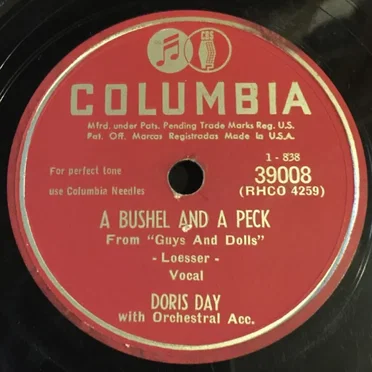 CBS
COLUMBIA
Mfrd. under Pats. Pending Trade Marks Reg. U.S.
Pat. Off. Marcas Registradas Made in U.S.A.
1 - 838
For perfect tone
39008
use Columbia Needles
(RHCO 4259)
A BUSHEL AND A PECK
From "Guys And Dolls"
- Loesser -
Vocal
DORIS DAY
with Orchestral Acc.